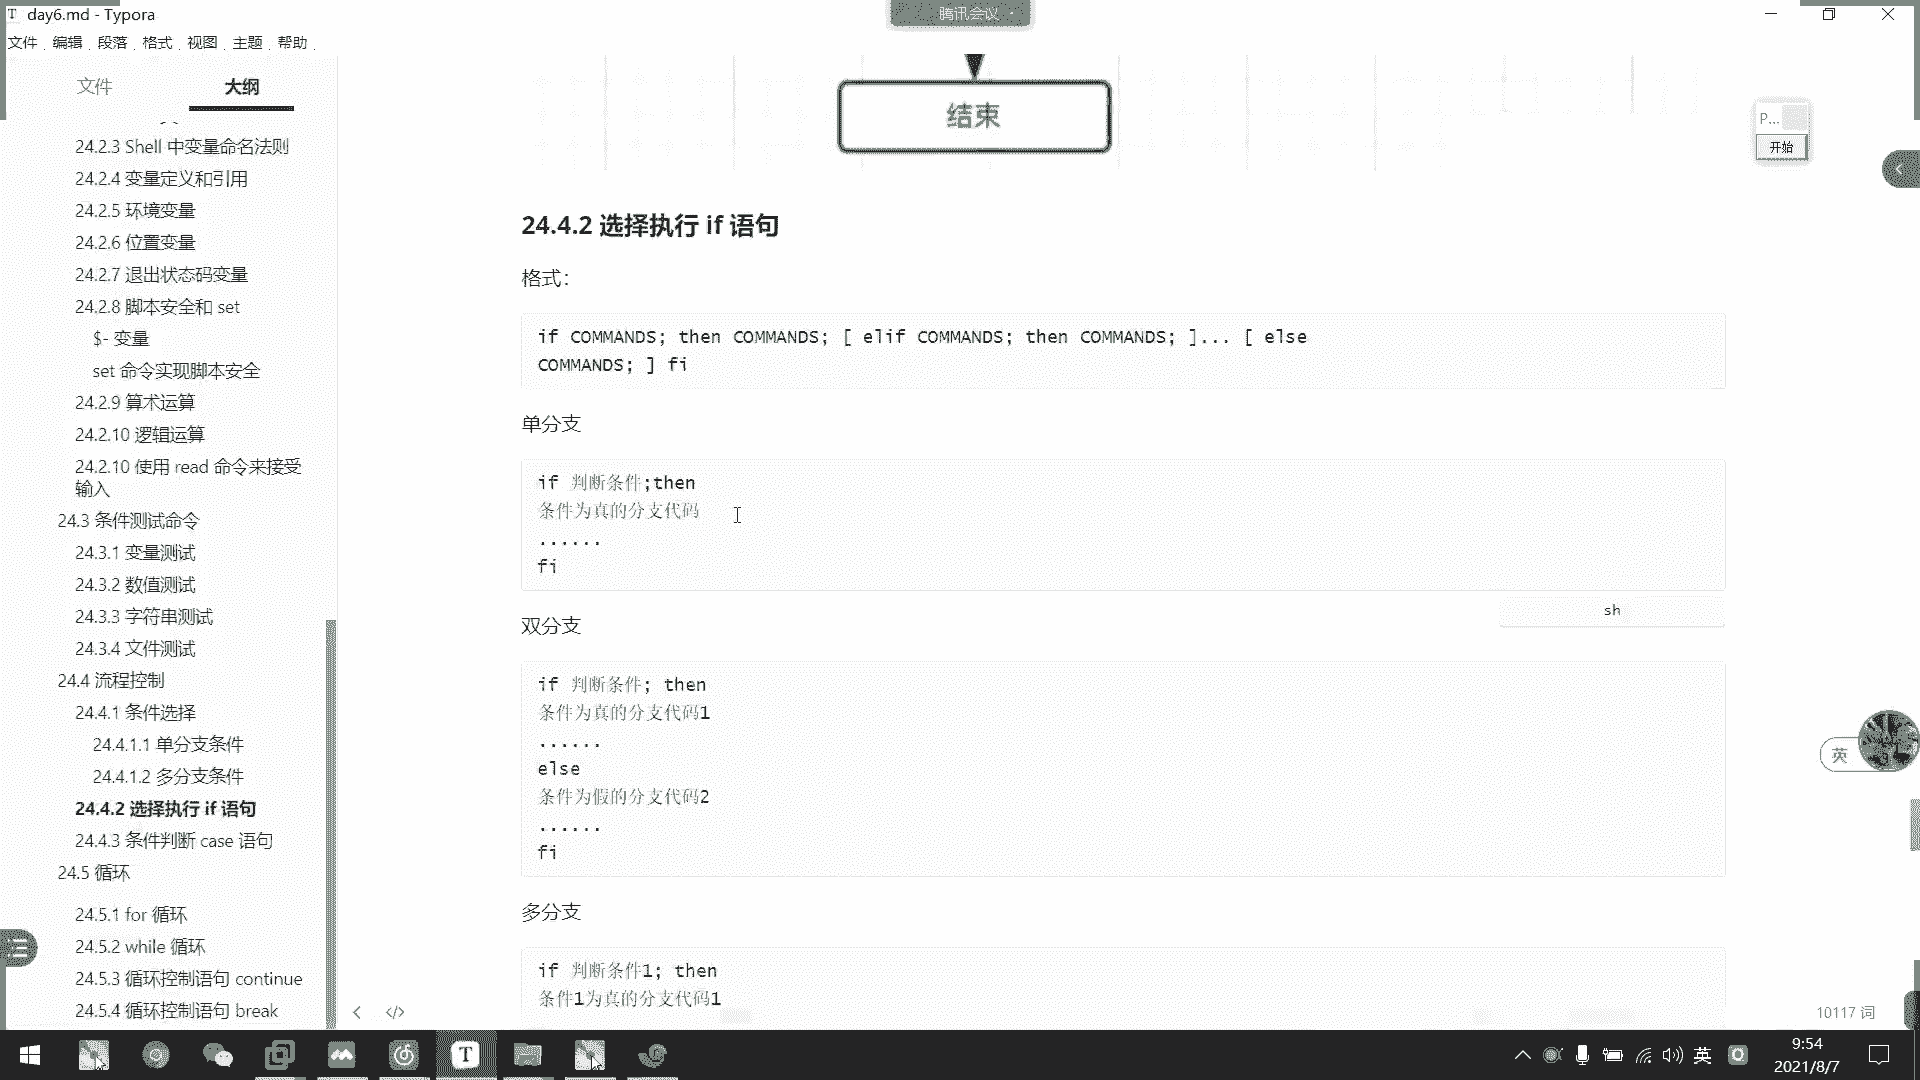 day6.md - Typora
腾讯会议
文件 编辑 段落 格式 视图 主题 帮助
文件 大纲
24.2.3 Shell 中变量命名法则
24.2.4 变量定义和引用
24.2.5 环境变量
24.2.6 位置变量
24.2.7 退出状态码变量
24.2.8 脚本安全和 set
$- 变量
set 命令实现脚本安全
24.2.9 算术运算
24.2.10 逻辑运算
24.2.10 使用 read 命令来接受
输入
24.3 条件测试命令
24.3.1 变量测试
24.3.2 数值测试
24.3.3 字符串测试
24.3.4 文件测试
24.4 流程控制
24.4.1 条件选择
24.4.1.1 单分支条件
24.4.1.2 多分支条件
24.4.2 选择执行 if 语句
24.4.3 条件判断 case 语句
24.5 循环
24.5.1 for 循环
24.5.2 while 循环
24.5.3 循环控制语句 continue
24.5.4 循环控制语句 break
结束
P...
开始
24.4.2 选择执行 if 语句
格式：
if COMMANDS; then COMMANDS; [ elif COMMANDS; then COMMANDS; ]... [ else
COMMANDS; ] fi
单分支
if 判断条件;then
条件为真的分支代码
......
fi
sh
双分支
if 判断条件; then
条件为真的分支代码1
......
else
条件为假的分支代码2
......
fi
多分支
if 判断条件1; then
条件1为真的分支代码1
英
10117 词
英
9:54
2021/8/7